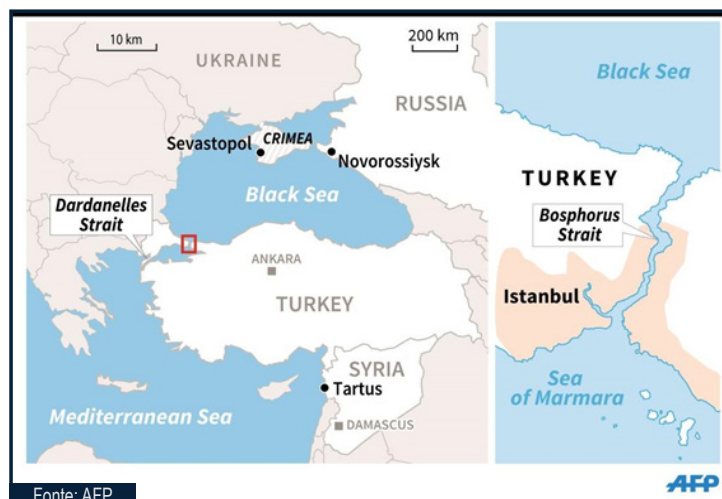 10 km
200 km
UKRAINE
RUSSIA
Sevastopol
CRIMEA
Novorossiysk
Black Sea
Dardanelles
Strait
ANKARA
TURKEY
SYRIA
Tartus
DAMASCUS
Mediterranean Sea
Black Sea
TURKEY
Bosphorus
Strait
Istanbul
Sea
of Marmara
Fonte: AFP
AFP